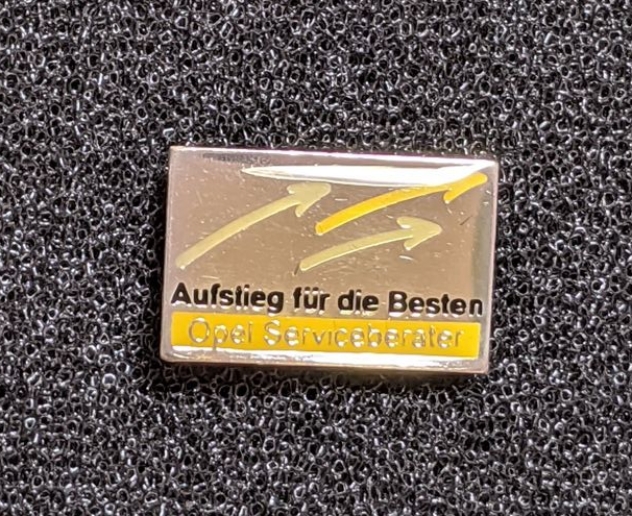 Aufstieg für die Besten
Opel Serviceberater